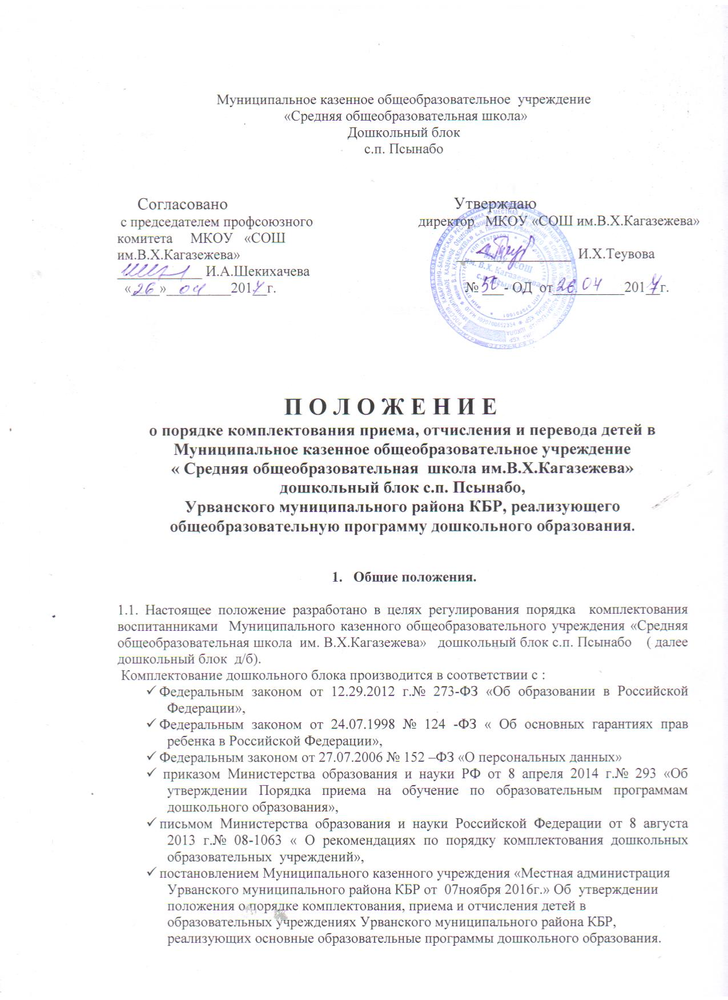 Муниципальное казенное общеобразовательное учреждение
«Средняя общеобразовательная школа»
Дошкольный блок
с.п. Псынабо
Согласовано
с председателем профсоюзного
комитета МКОУ «СОШ
им.В.Х.Кагазежева»
____________ И.А.Шекихачева
«26» 04 2017 г.
Утверждаю
директор МКОУ «СОШ им.В.Х.Кагазежева»
________________ И.Х.Теувова
№ 50 - ОД от 26.04 2017 г.
МКОУ СОШ
им. В.Х. Кагазежева
с.п. Псынабо
П О Л О Ж Е Н И Е
о порядке комплектования приема, отчисления и перевода детей в
Муниципальное казенное общеобразовательное учреждение
« Средняя общеобразовательная школа им.В.Х.Кагазежева»
дошкольный блок с.п. Псынабо,
Урванского муниципального района КБР, реализующего
общеобразовательную программу дошкольного образования.
1. Общие положения.
1.1. Настоящее положение разработано в целях регулирования порядка комплектования
воспитанниками Муниципального казенного общеобразовательного учреждения «Средняя
общеобразовательная школа им. В.Х.Кагазежева» дошкольный блок с.п. Псынабо ( далее
дошкольный блок д/б).
Комплектование дошкольного блока производится в соответствии с :
✓ Федеральным законом от 12.29.2012 г.№ 273-ФЗ «Об образовании в Российской
Федерации»,
✓ Федеральным законом от 24.07.1998 № 124 -ФЗ « Об основных гарантиях прав
ребенка в Российской Федерации»,
✓ Федеральным законом от 27.07.2006 № 152 –ФЗ «О персональных данных»
✓ приказом Министерства образования и науки РФ от 8 апреля 2014 г.№ 293 «Об
утверждении Порядка приема на обучение по образовательным программам
дошкольного образования»,
✓ письмом Министерства образования и науки Российской Федерации от 8 августа
2013 г.№ 08-1063 « О рекомендациях по порядку комплектования дошкольных
образовательных учреждений»,
✓ постановлением Муниципального казенного учреждения «Местная администрация
Урванского муниципального района КБР от 07ноября 2016г.» Об утверждении
положения о порядке комплектования, приема и отчисления детей в
образовательных учреждениях Урванского муниципального района КБР,
реализующих основные образовательные программы дошкольного образования.